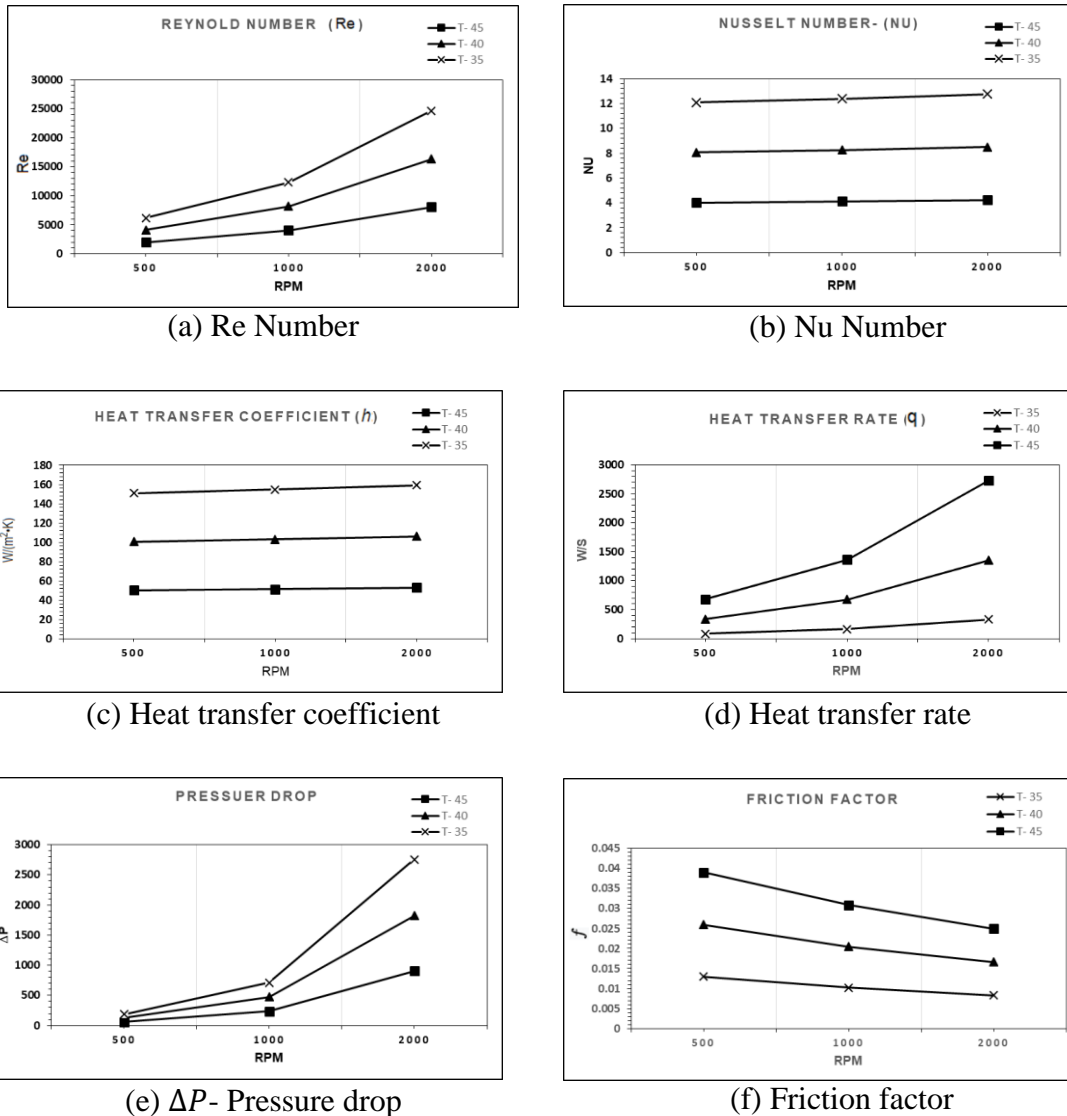 REYNOLD NUMBER (Re)
T- 45
T- 40
T- 35
30000
25000
20000
15000
10000
5000
0
Re
500 1000 2000
RPM
(a) Re Number
NUSSELT NUMBER- (NU)
T- 45
T- 40
T- 35
14
12
10
8
6
4
2
0
NU
500 1000 2000
RPM
(b) Nu Number
HEAT TRANSFER COEFFICIENT (h)
T- 45
T- 40
T- 35
180
160
140
120
100
80
60
40
20
0
W/(m²•K)
500 1000 2000
RPM
(c) Heat transfer coefficient
HEAT TRANSFER RATE (q)
T- 35
T- 40
T- 45
3000
2500
2000
1500
1000
500
0
W/S
500 1000 2000
RPM
(d) Heat transfer rate
PRESSUER DROP
T- 45
T- 40
T- 35
3000
2500
2000
1500
1000
500
0
ΔP
500 1000 2000
RPM
(e) ΔP- Pressure drop
FRICTION FACTOR
T- 35
T- 40
T- 45
0.045
0.04
0.035
0.03
0.025
0.02
0.015
0.01
0.005
0
f
500 1000 2000
RPM
(f) Friction factor